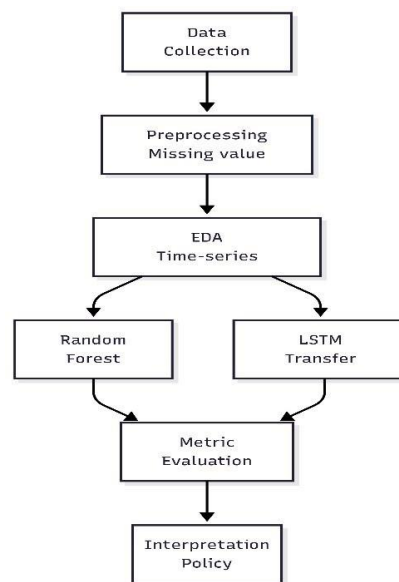 Data
Collection
Preprocessing
Missing value
EDA
Time-series
Random
Forest
LSTM
Transfer
Metric
Evaluation
Interpretation
Policy